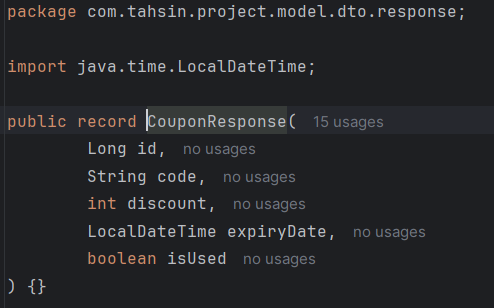 package com.tahsin.project.model.dto.response;
import java.time.LocalDateTime;
public record CouponResponse( 15 usages
Long id, no usages
String code, no usages
int discount, no usages
LocalDateTime expiryDate, no usages
boolean isUsed no usages
) {}